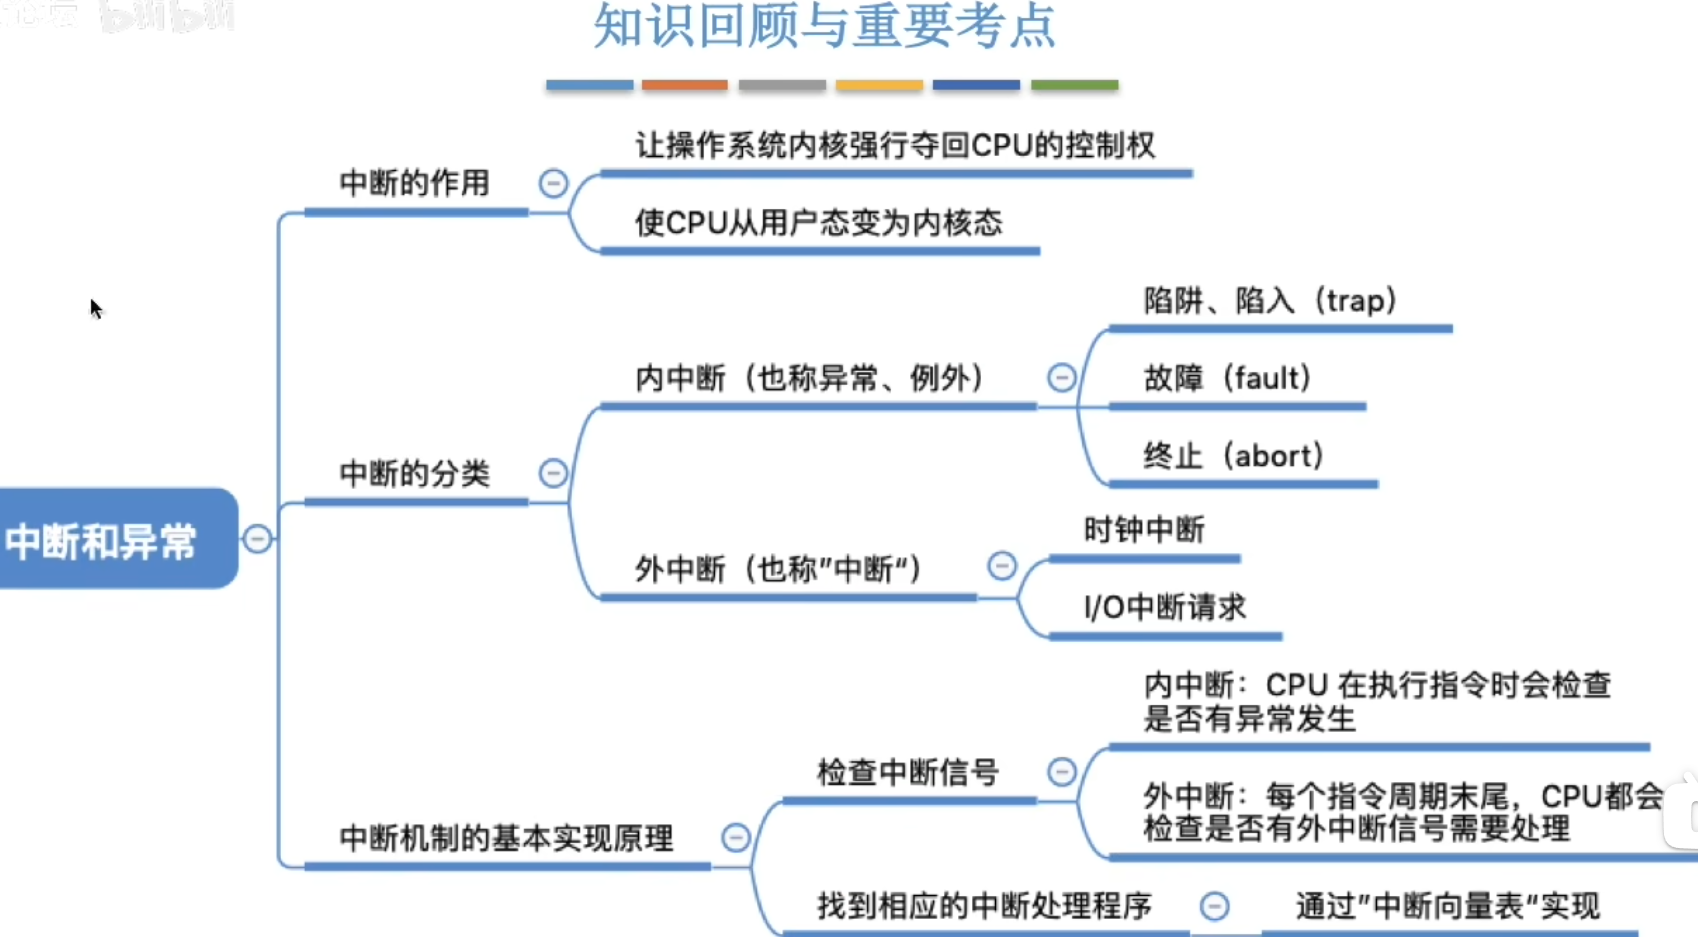 bilibili
知识回顾与重要考点
让操作系统内核强行夺回CPU的控制权
中断的作用
使CPU从用户态变为内核态
陷阱、陷入（trap）
内中断（也称异常、例外）
故障（fault）
终止（abort）
中断的分类
时钟中断
外中断（也称”中断“）
I/O中断请求
中断和异常
内中断：CPU 在执行指令时会检查
是否有异常发生
检查中断信号
外中断：每个指令周期末尾，CPU都会
检查是否有外中断信号需要处理
中断机制的基本实现原理
找到相应的中断处理程序
通过”中断向量表“实现